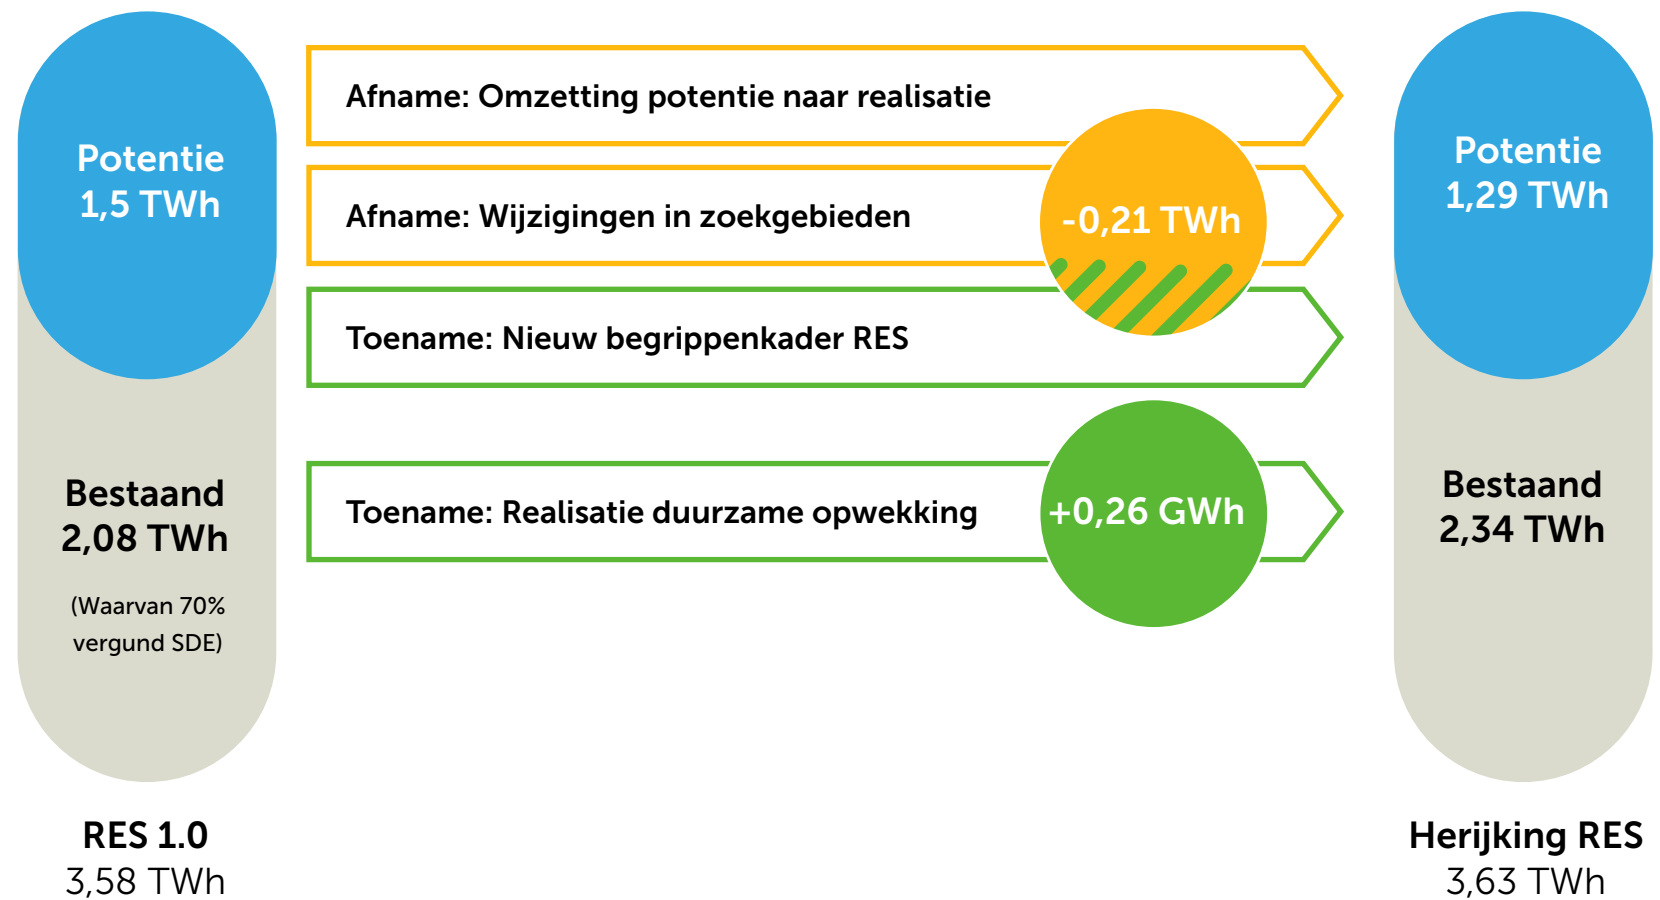 Potentie
1,5 TWh
Bestaand
2,08 TWh
(Waarvan 70%
vergund SDE)
RES 1.0
3,58 TWh
Afname: Omzetting potentie naar realisatie
Afname: Wijzigingen in zoekgebieden
-0,21 TWh
Toename: Nieuw begrippenkader RES
Toename: Realisatie duurzame opwekking
+0,26 GWh
Potentie
1,29 TWh
Bestaand
2,34 TWh
Herijking RES
3,63 TWh